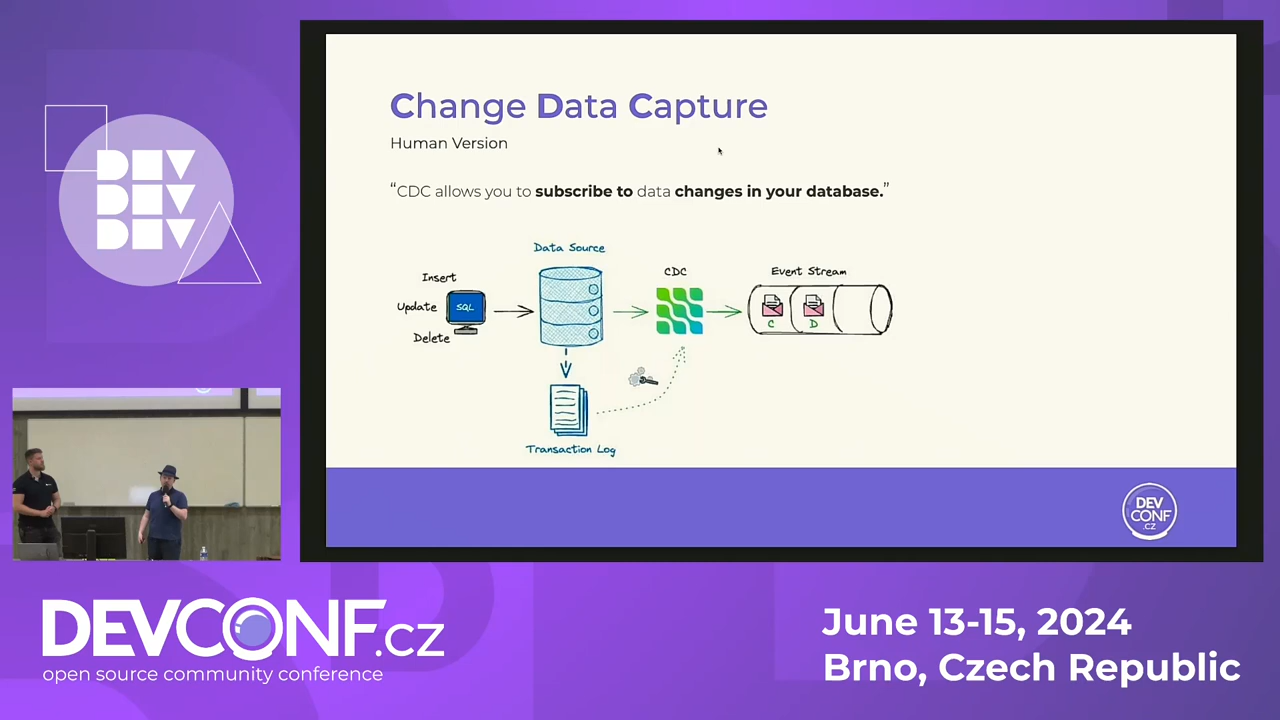 Change Data Capture
Human Version
“CDC allows you to subscribe to data changes in your database.”
Data Source
CDC
Event Stream
Insert
Update
Delete
SQL
C
D
Transaction Log
DEV
CONF
.CZ
DEV
DEV
DEV
DEVCONF.cz
open source community conference
June 13-15, 2024
Brno, Czech Republic